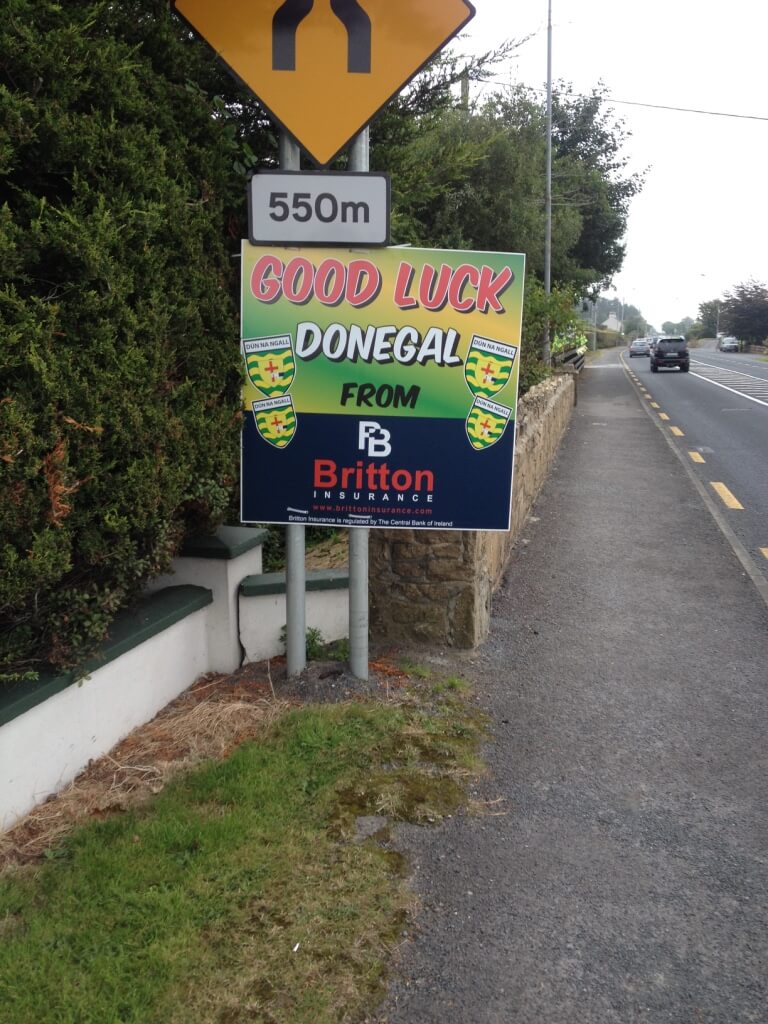 550m
GOOD LUCK
DÚN NA NGALL
DONEGAL
DÚN NA NGALL
DÚN NA NGALL
FROM
DÚN NA NGALL
BB
Britton
INSURANCE
www.brittoninsurance.com
Britton Insurance is regulated by The Central Bank of Ireland